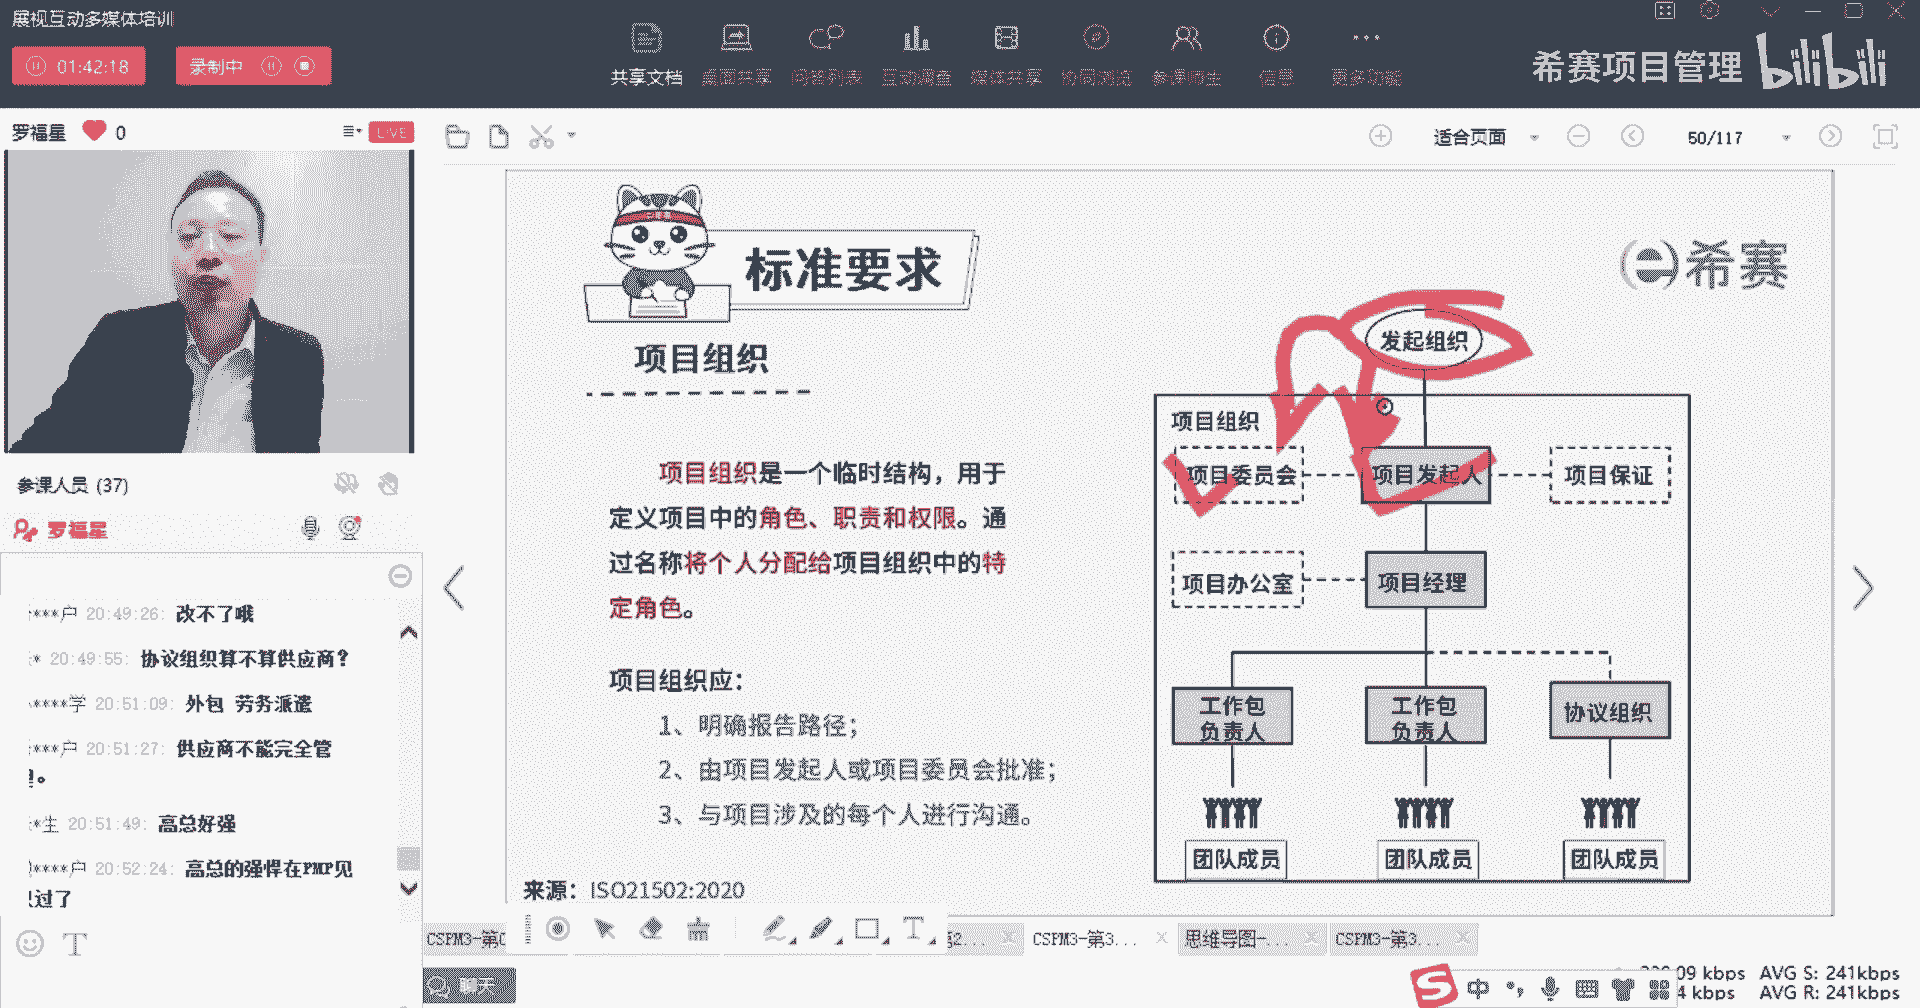 展视互动多媒体培训
01:42:18
录制中
共享文档
桌面共享
问答列表
互动调查
媒体共享
协同浏览
参课师生
信息
更多功能
希赛项目管理
bilibili
罗福星 0
LIVE
适合页面
50/117
标准要求
希赛
项目组织
项目组织是一个临时结构，用于
定义项目中的角色、职责和权限。通
过名称将个人分配给项目组织中的特
定角色。
项目组织应：
1、明确报告路径；
2、由项目发起人或项目委员会批准；
3、与项目涉及的每个人进行沟通。
来源：ISO21502:2020
发起组织
项目组织
项目委员会
项目发起人
项目保证
项目办公室
项目经理
工作包
负责人
工作包
负责人
协议组织
团队成员
团队成员
团队成员
参课人员 (37)
罗福星
****户 20:49:26: 改不了哦
* 20:49:55: 协议组织算不算供应商？
****学 20:51:09: 外包 劳务派遣
***户 20:51:27: 供应商不能完全管
。
*生 20:51:49: 高总好强
****户 20:52:24: 高总的强悍在PMP见
过了
T
CSPM3-第
2...
CSPM3-第3...
思维导图-...
CSPM3-第3...
聊天
中
09 kbps AVG S: 241kbps
4 kbps AVG R: 241kbps